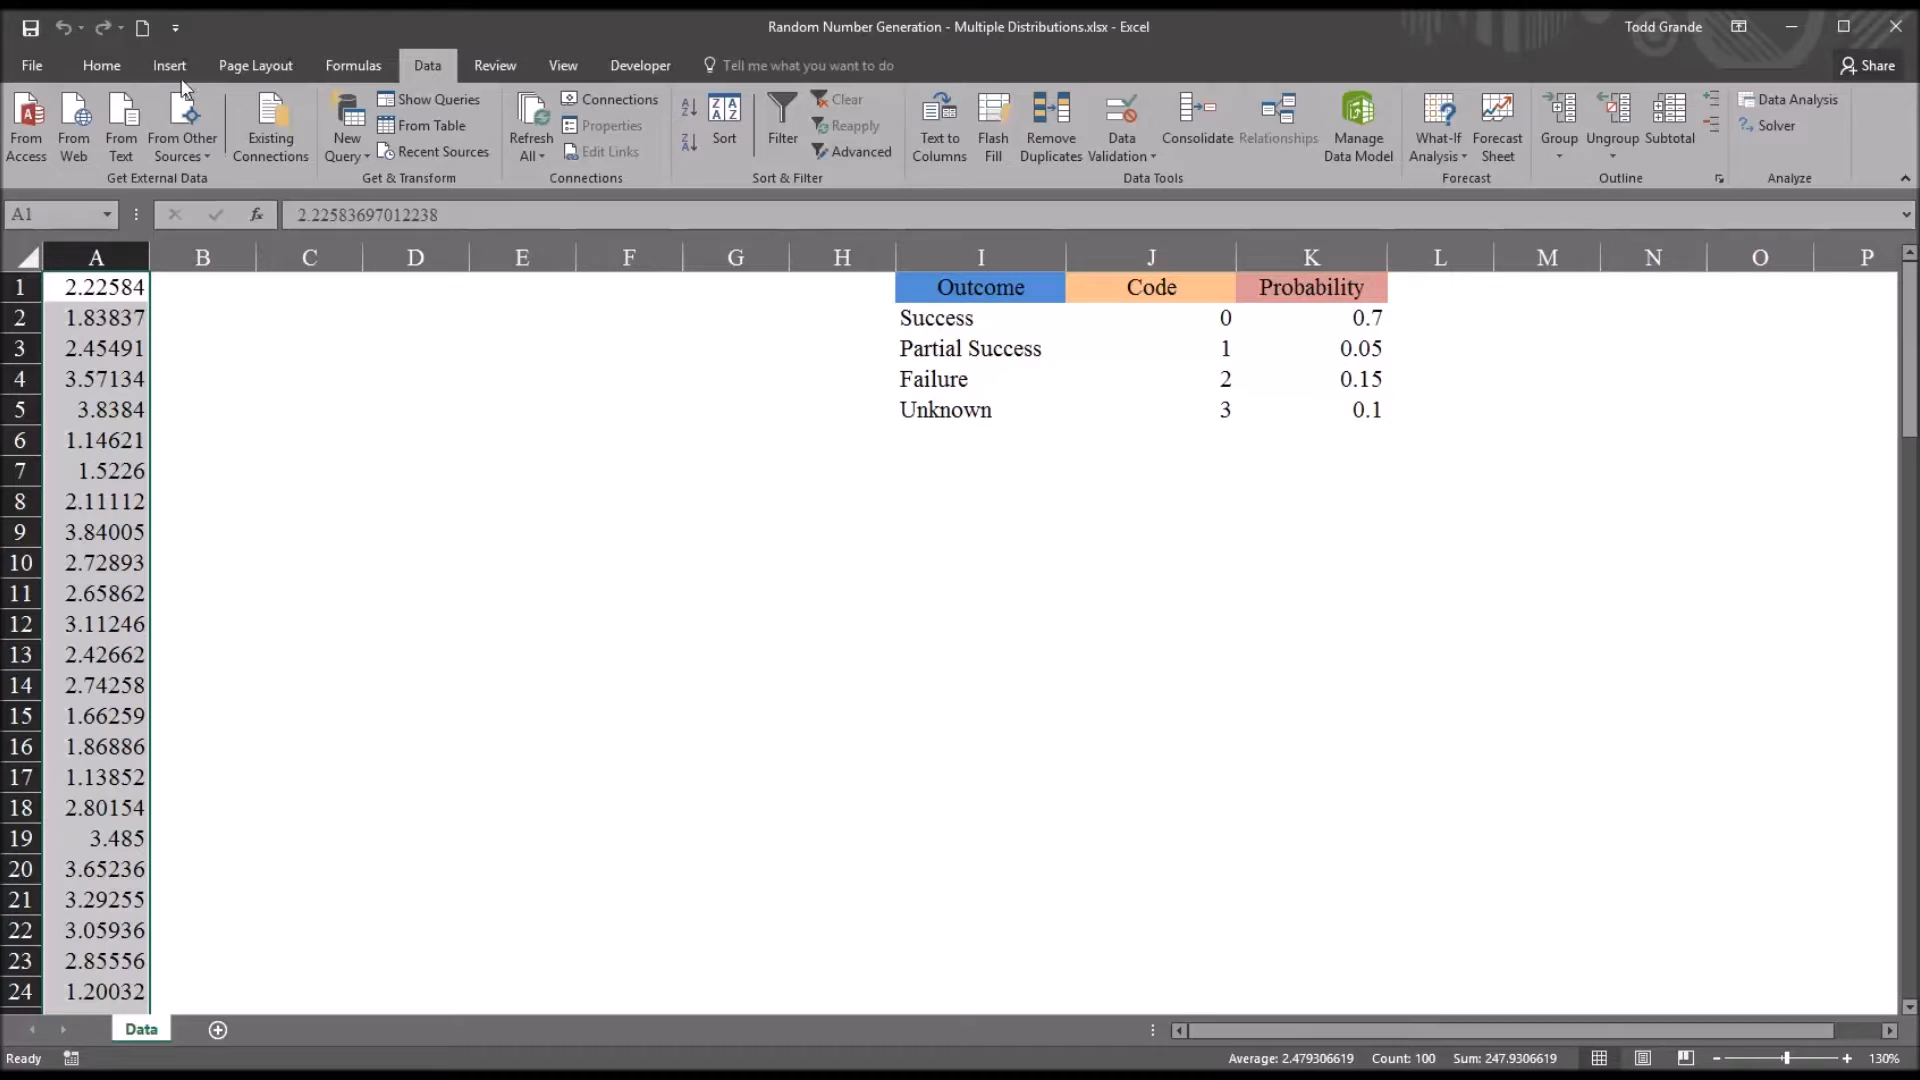 Random Number Generation - Multiple Distributions.xlsx - Excel
Todd Grande
File Home Insert Page Layout Formulas Data Review View Developer Tell me what you want to do Share
From Access
From Web
From Text
From Other Sources
Existing Connections
Get External Data
New Query
Show Queries
From Table
Recent Sources
Get & Transform
Refresh All
Connections
Properties
Edit Links
Connections
Sort
Filter
Clear
Reapply
Advanced
Sort & Filter
Text to Columns
Flash Fill
Remove Duplicates
Data Validation
Consolidate
Relationships
Manage Data Model
Data Tools
What-If Analysis
Forecast Sheet
Forecast
Group
Ungroup
Subtotal
Outline
Data Analysis
Solver
Analyze
A1 fx 2.22583697012238
A B C D E F G H I J K L M N O P
1 2.22584 Outcome Code Probability
2 1.83837 Success 0 0.7
3 2.45491 Partial Success 1 0.05
4 3.57134 Failure 2 0.15
5 3.8384 Unknown 3 0.1
6 1.14621
7 1.5226
8 2.11112
9 3.84005
10 2.72893
11 2.65862
12 3.11246
13 2.42662
14 2.74258
15 1.66259
16 1.86886
17 1.13852
18 2.80154
19 3.485
20 3.65236
21 3.29255
22 3.05936
23 2.85556
24 1.20032
Data
Ready Average: 2.479306619 Count: 100 Sum: 247.9306619 130%